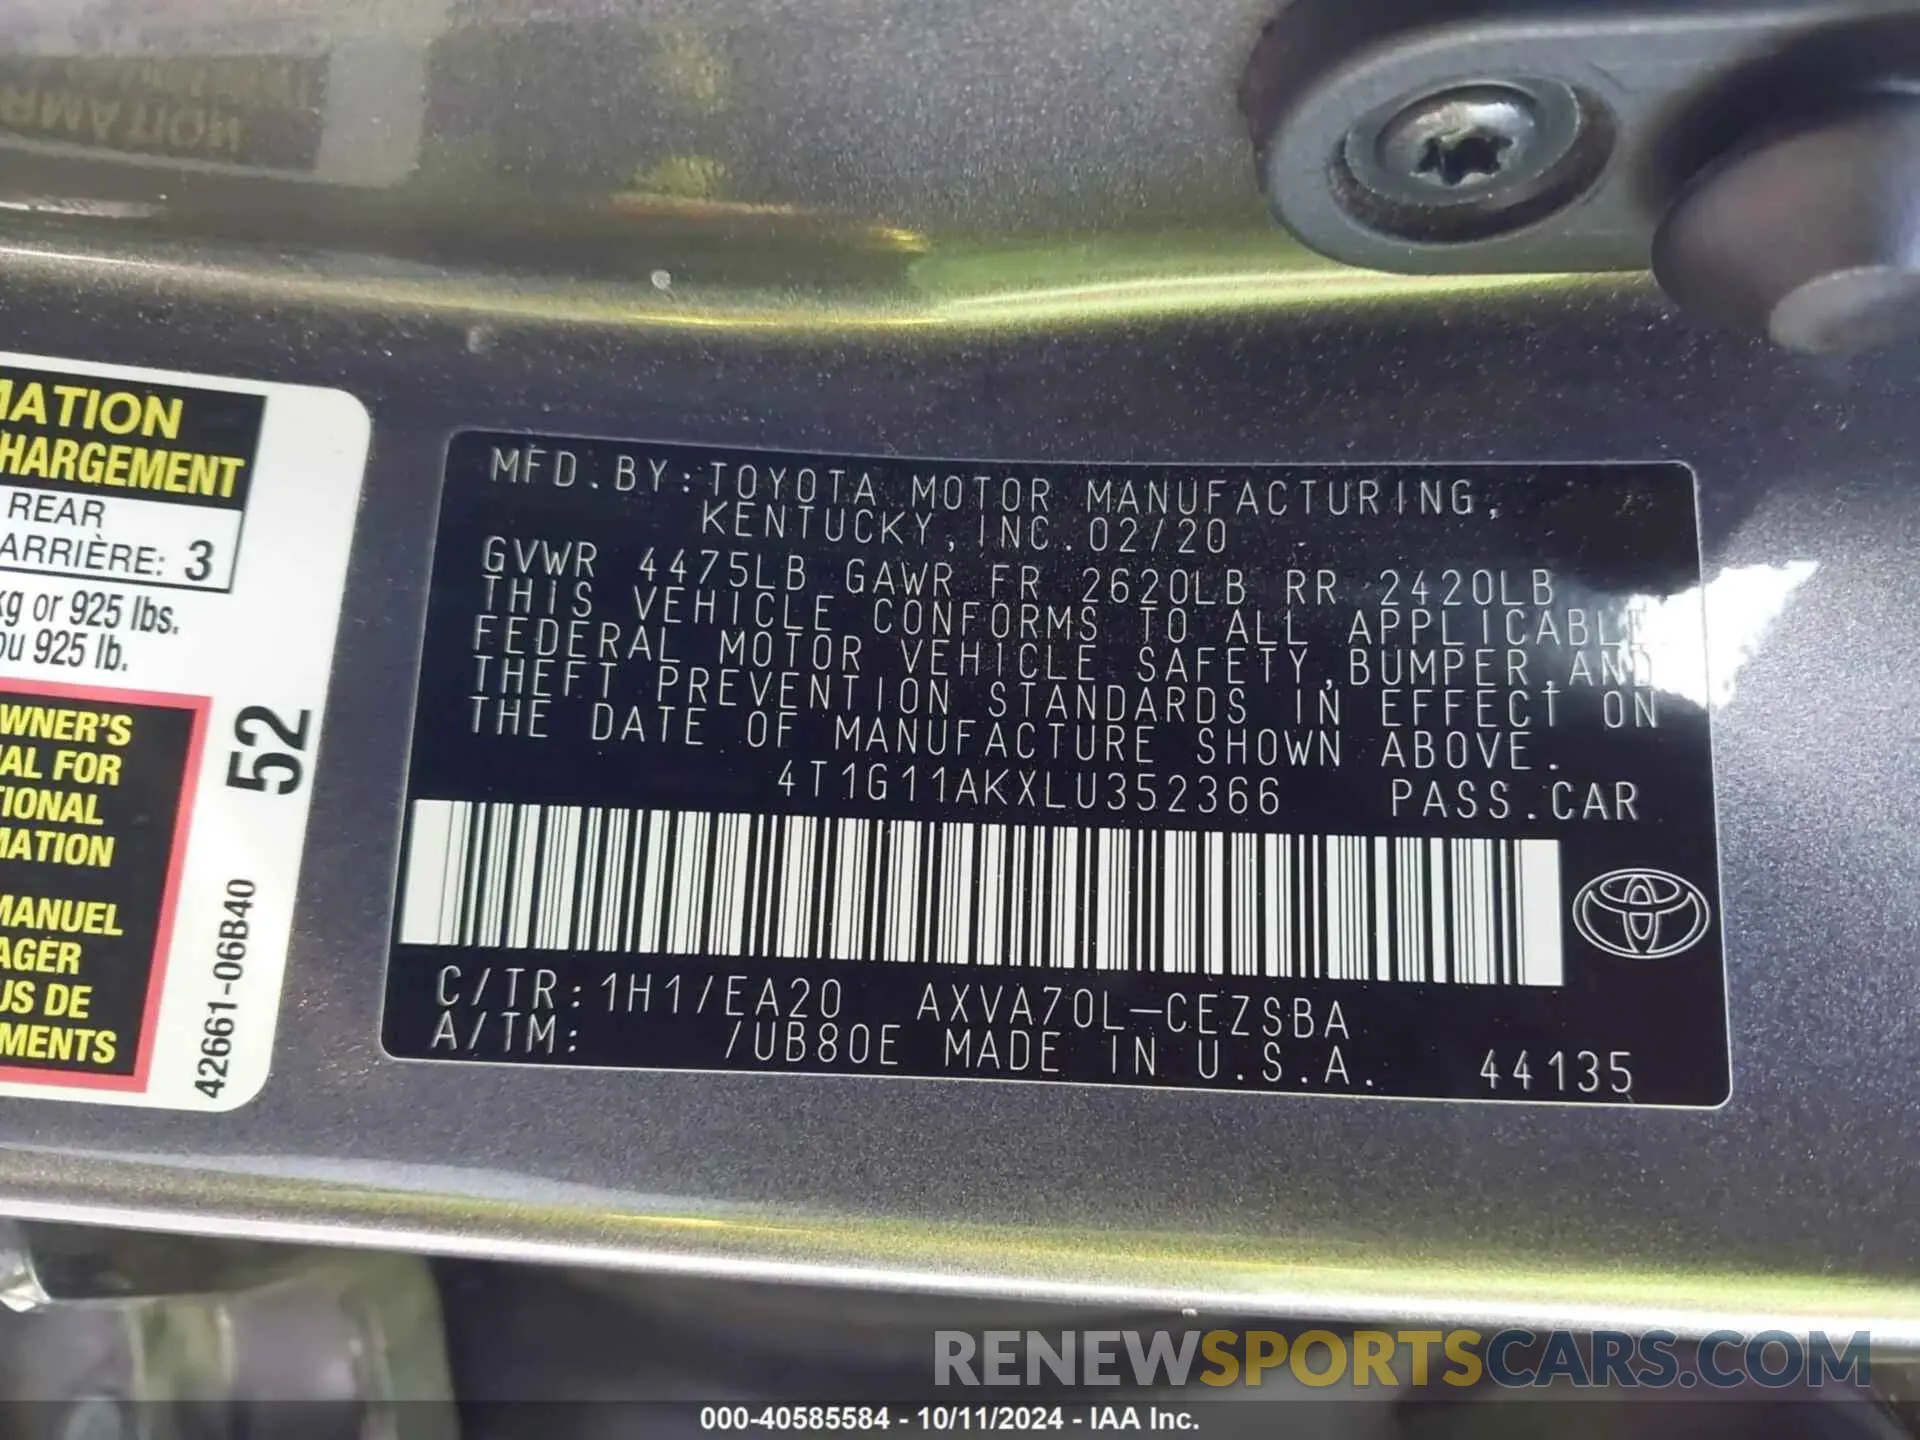 MATION
HARGEMENT
REAR
ARRIÈRE: 3
kg or 925 lbs.
ou 925 lb.
WNER'S
AL FOR
TIONAL
MATION
MANUEL
AGER
US DE
MENTS
52
42661-06B40
MFD. BY: TOYOTA MOTOR MANUFACTURING,
KENTUCKY, INC. 02/20
GVWR 4475LB GAWR FR 2620LB RR 2420LB
THIS VEHICLE CONFORMS TO ALL APPLICABLE
FEDERAL MOTOR VEHICLE SAFETY, BUMPER, AND
THEFT PREVENTION STANDARDS IN EFFECT ON
THE DATE OF MANUFACTURE SHOWN ABOVE.
4T1G11AKXLU352366 PASS. CAR
C/TR: 1H1/EA20 AXVA70L-CEZSBA
A/TM: /UB80E MADE IN U.S.A. 44135
RENEWSPORTSCARS.COM
000-40585584 - 10/11/2024 - IAA Inc.